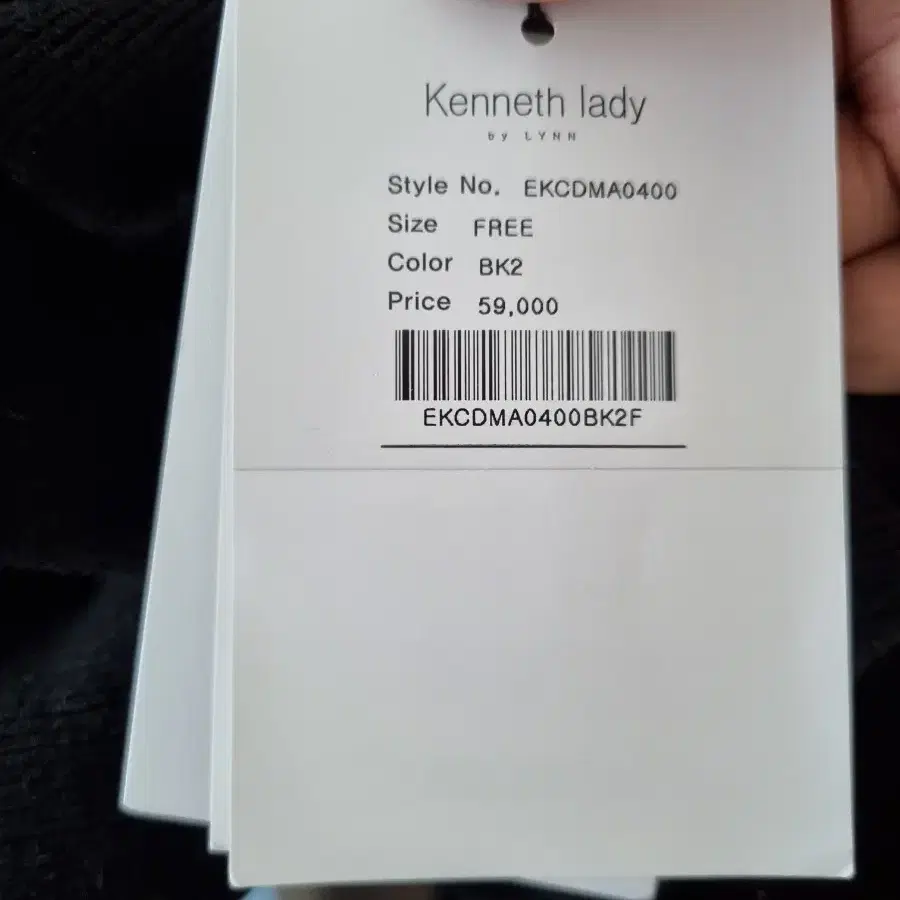 Kenneth lady
by LYNN
Style No. EKCDMA0400
Size FREE
Color BK2
Price 59,000
EKCDMA0400BK2F